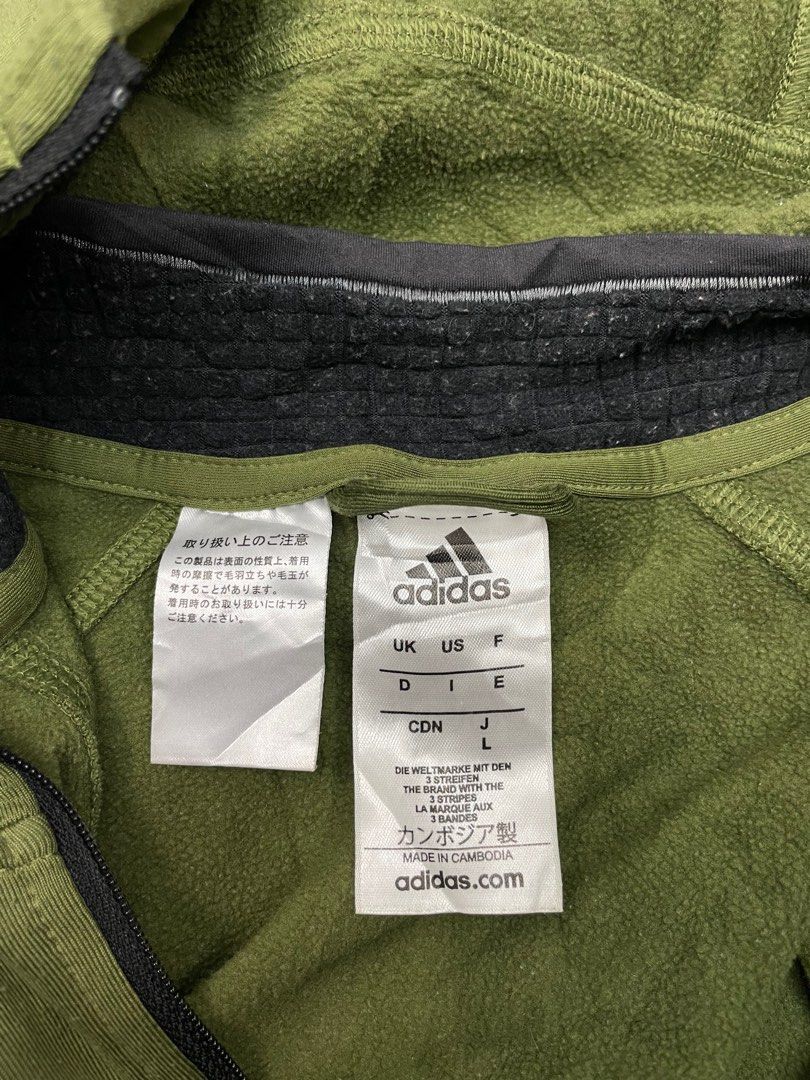 取り扱い上のご注意
この製品は表面の性質上、着用
時の摩擦で毛羽立ちや毛玉が
発することがあります。
着用時のお取り扱いには十分
ご注意ください。
adidas
UK US F
D I E
CDN J
L
DIE WELTMARKE MIT DEN
3 STREIFEN
THE BRAND WITH THE
3 STRIPES
LA MARQUE AUX
3 BANDES
カンボジア製
MADE IN CAMBODIA
adidas.com